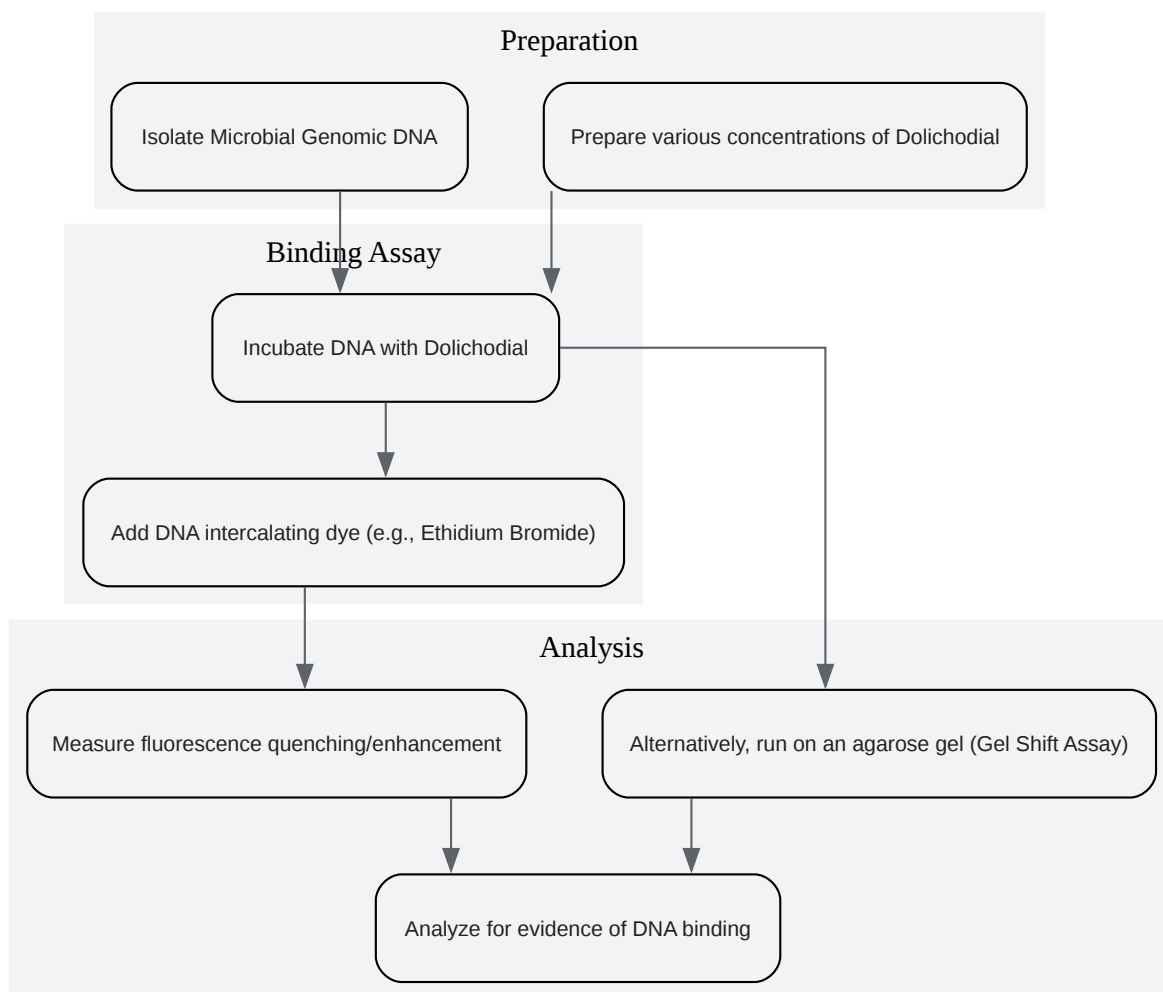 Preparation
Isolate Microbial Genomic DNA
Prepare various concentrations of Dolichodial
Binding Assay
Incubate DNA with Dolichodial
Add DNA intercalating dye (e.g., Ethidium Bromide)
Analysis
Measure fluorescence quenching/enhancement
Alternatively, run on an agarose gel (Gel Shift Assay)
Analyze for evidence of DNA binding